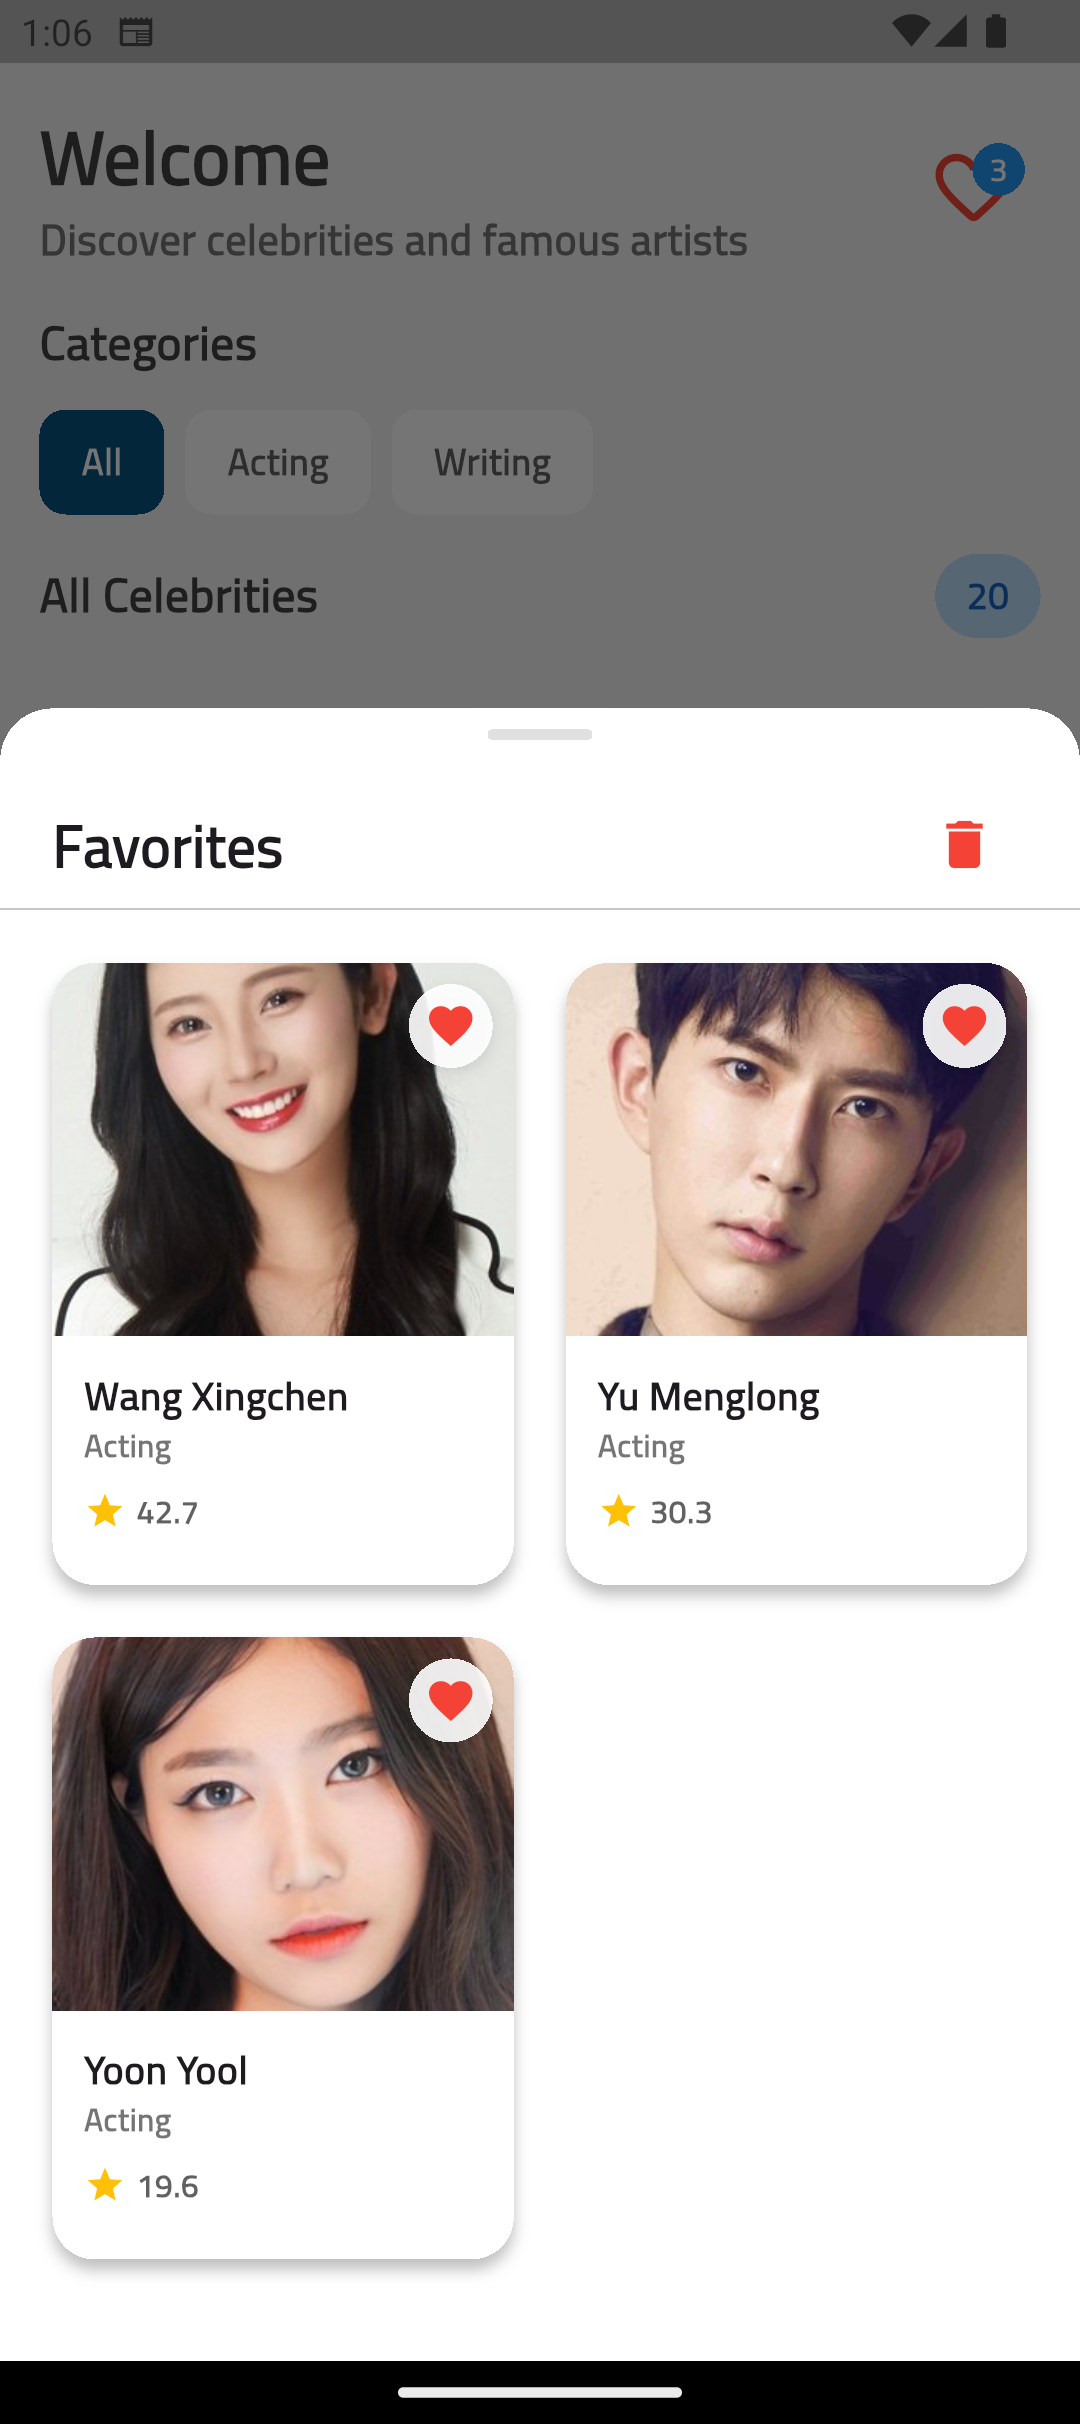 1:06
Welcome
3
Discover celebrities and famous artists
Categories
All Acting Writing
All Celebrities 20
Favorites
Wang Xingchen
Acting
42.7
Yu Menglong
Acting
30.3
Yoon Yool
Acting
19.6